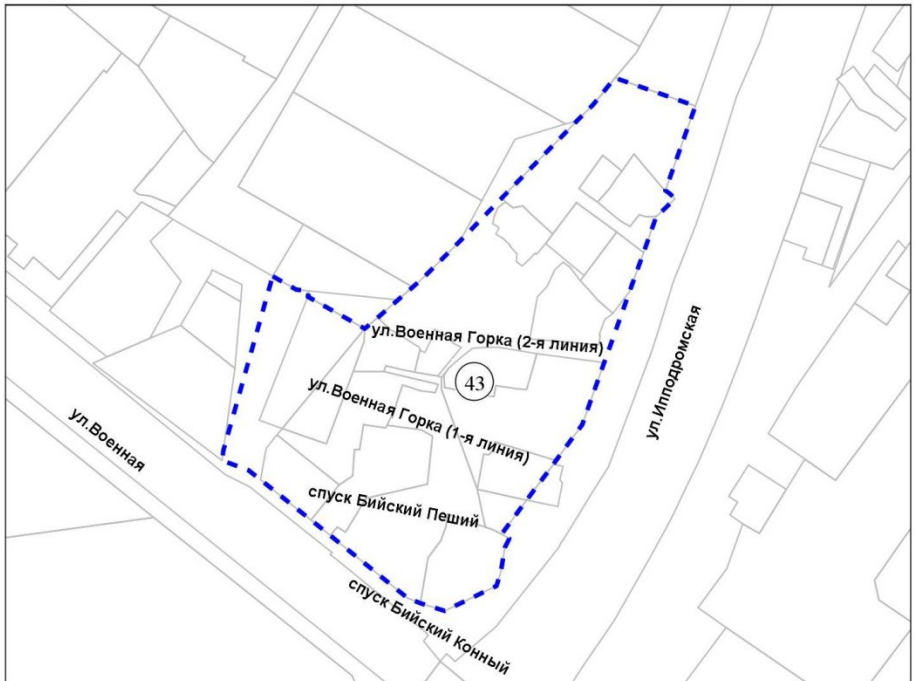 ул.Военная Горка (2-я линия)
43
ул.Военная Горка (1-я линия)
ул.Ипподромская
ул.Военная
спуск Бийский Пеший
спуск Бийский Конный